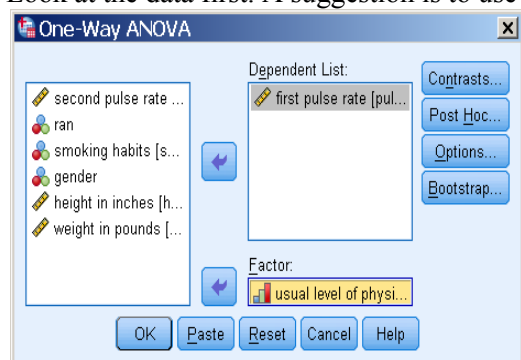 Look at the data first. A suggestion is to use
One-Way ANOVA
second pulse rate ...
ran
smoking habits [s...
gender
height in inches [h...
weight in pounds [...
Dependent List:
first pulse rate [pul...
Factor:
usual level of physi...
Contrasts...
Post Hoc...
Options...
Bootstrap...
OK Paste Reset Cancel Help